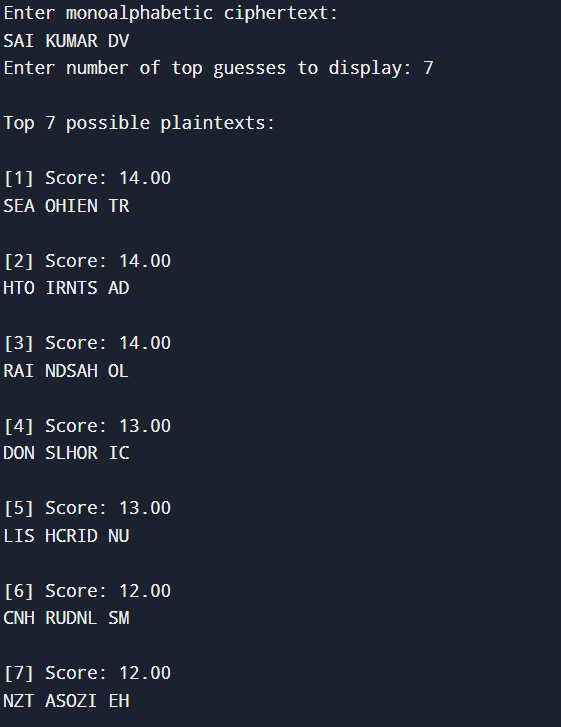 Enter monoalphabetic ciphertext:
SAI KUMAR DV
Enter number of top guesses to display: 7
Top 7 possible plaintexts:
[1] Score: 14.00
SEA OHIEN TR
[2] Score: 14.00
HTO IRNTS AD
[3] Score: 14.00
RAI NDSAH OL
[4] Score: 13.00
DON SLHOR IC
[5] Score: 13.00
LIS HCRID NU
[6] Score: 12.00
CNH RUDNL SM
[7] Score: 12.00
NZT ASOZI EH